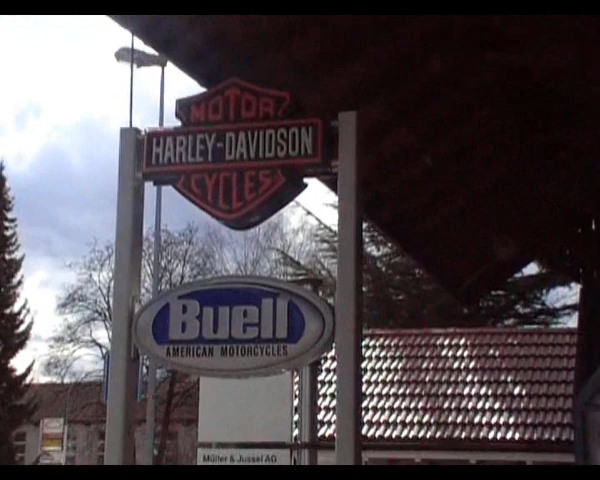 MOTOR
HARLEY-DAVIDSON
CYCLES
Buell
AMERICAN MOTORCYCLES
Müller & Jussel AG